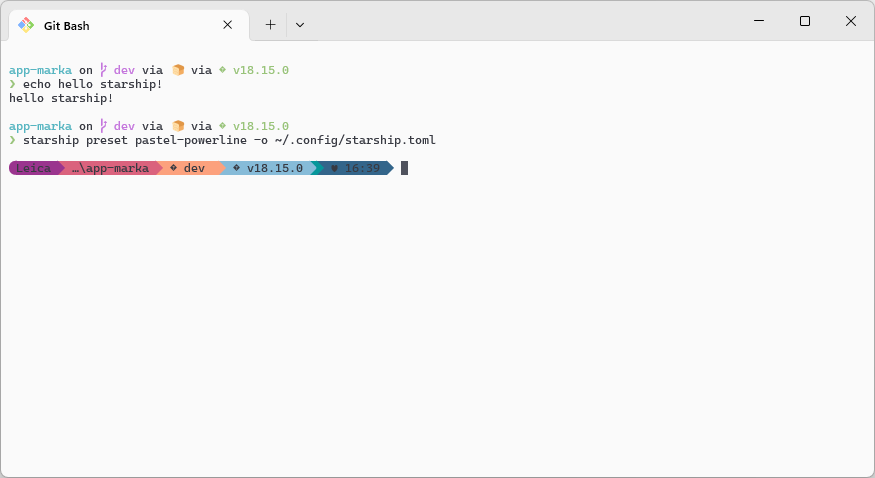 Git Bash
app-marka on dev via 🍞 via � v18.15.0
❯ echo hello starship!
hello starship!
app-marka on dev via 🍞 via � v18.15.0
❯ starship preset pastel-powerline -o ~/.config/starship.toml
Leica …\app-marka � dev � v18.15.0 ♥ 16:39